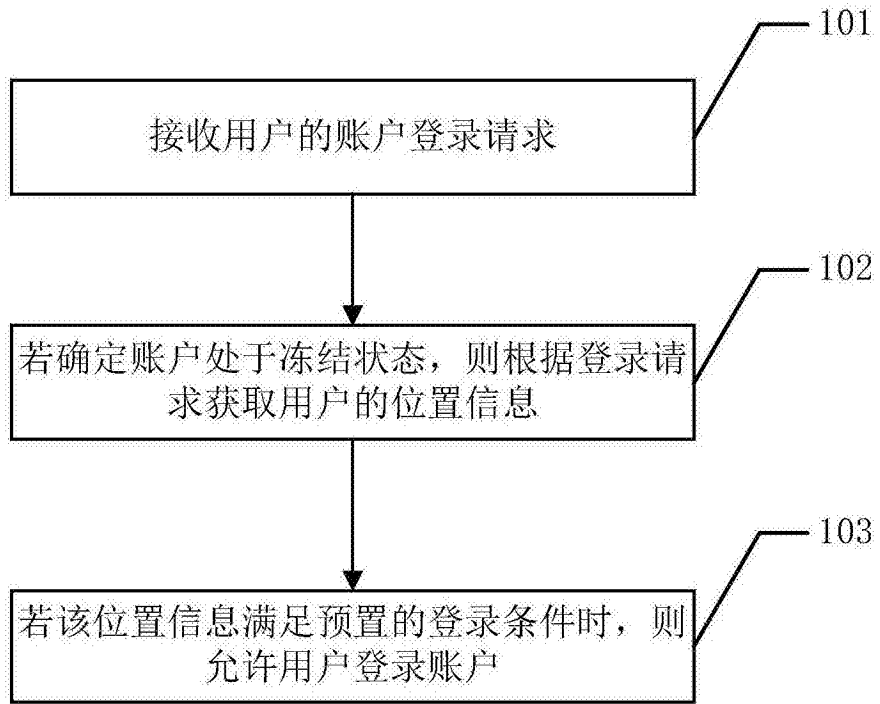 101
接收用户的账户登录请求
102
若确定账户处于冻结状态，则根据登录请
求获取用户的位置信息
103
若该位置信息满足预置的登录条件时，则
允许用户登录账户